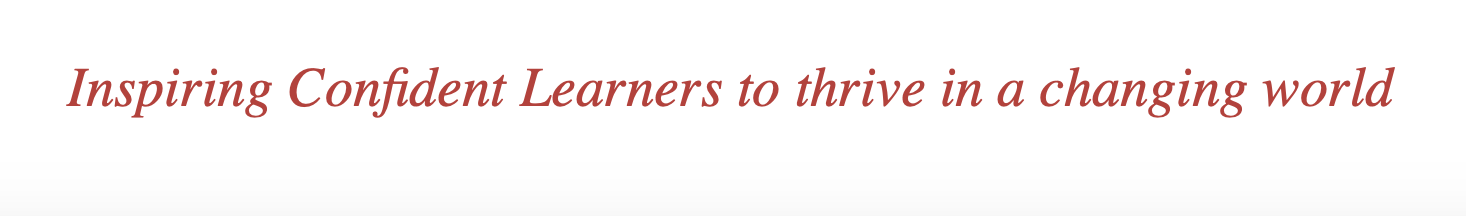 Inspiring Confident Learners to thrive in a changing world